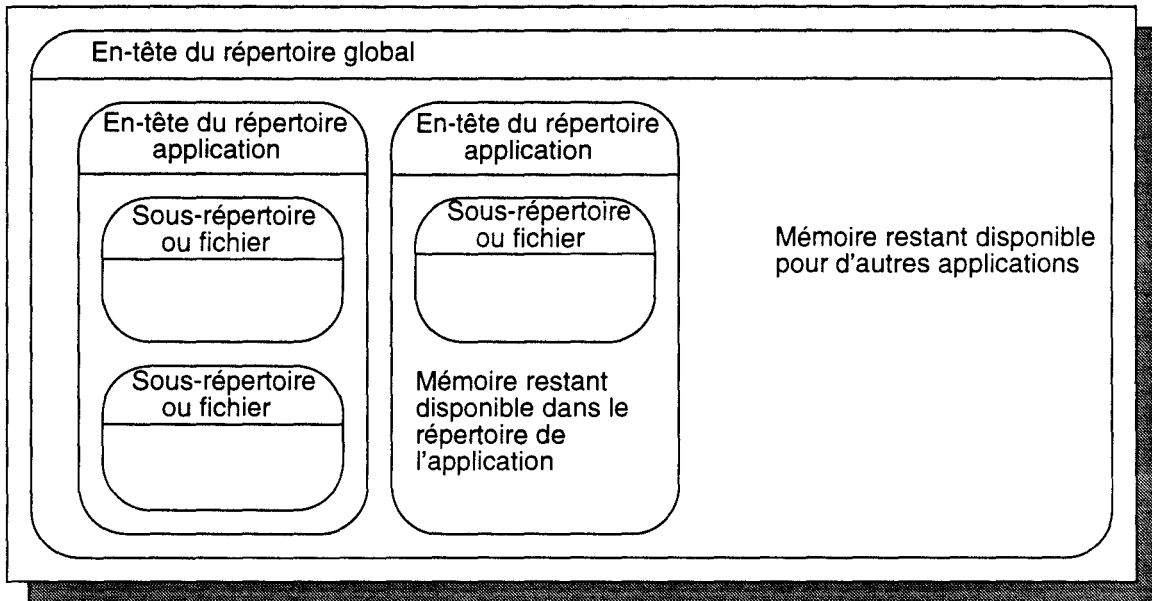 En-tête du répertoire global
En-tête du répertoire
application
Sous-répertoire
ou fichier
Sous-répertoire
ou fichier
En-tête du répertoire
application
Sous-répertoire
ou fichier
Mémoire restant
disponible dans le
répertoire de
l'application
Mémoire restant disponible
pour d'autres applications